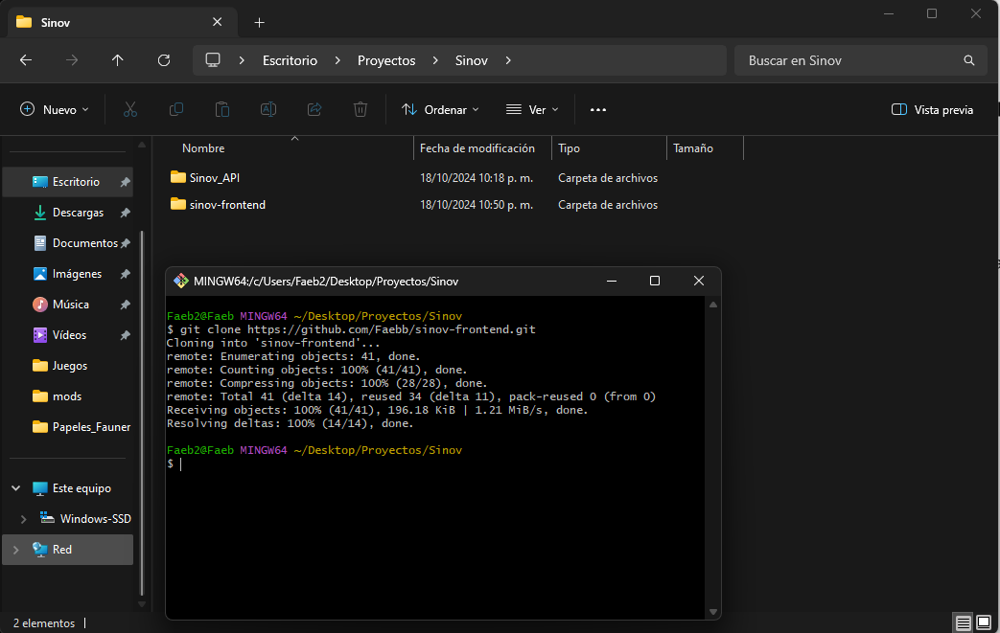 Sinov
Escritorio > Proyectos > Sinov >
Buscar en Sinov
Nuevo
Ordenar
Ver
Vista previa
Nombre
Fecha de modificación
Tipo
Tamaño
Sinov_API 18/10/2024 10:18 p. m. Carpeta de archivos
sinov-frontend 18/10/2024 10:50 p. m. Carpeta de archivos
Escritorio
Descargas
Documentos
Imágenes
Música
Vídeos
Juegos
mods
Papeles_Fauner
Este equipo
Windows-SSD
Red
MINGW64:/c/Users/Faeb2/Desktop/Proyectos/Sinov
Faeb2@Faeb MINGW64 ~/Desktop/Proyectos/Sinov
$ git clone https://github.com/Faebb/sinov-frontend.git
Cloning into 'sinov-frontend'...
remote: Enumerating objects: 41, done.
remote: Counting objects: 100% (41/41), done.
remote: Compressing objects: 100% (28/28), done.
remote: Total 41 (delta 14), reused 34 (delta 11), pack-reused 0 (from 0)
Receiving objects: 100% (41/41), 196.18 KiB | 1.21 MiB/s, done.
Resolving deltas: 100% (14/14), done.
Faeb2@Faeb MINGW64 ~/Desktop/Proyectos/Sinov
$
2 elementos